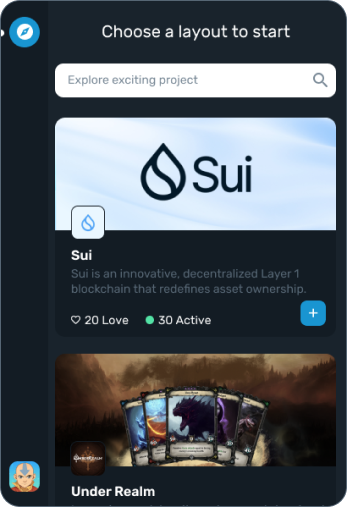 Choose a layout to start
Explore exciting project
Sui
Sui
Sui is an innovative, decentralized Layer 1
blockchain that redefines asset ownership.
20 Love
30 Active
+
Under Realm